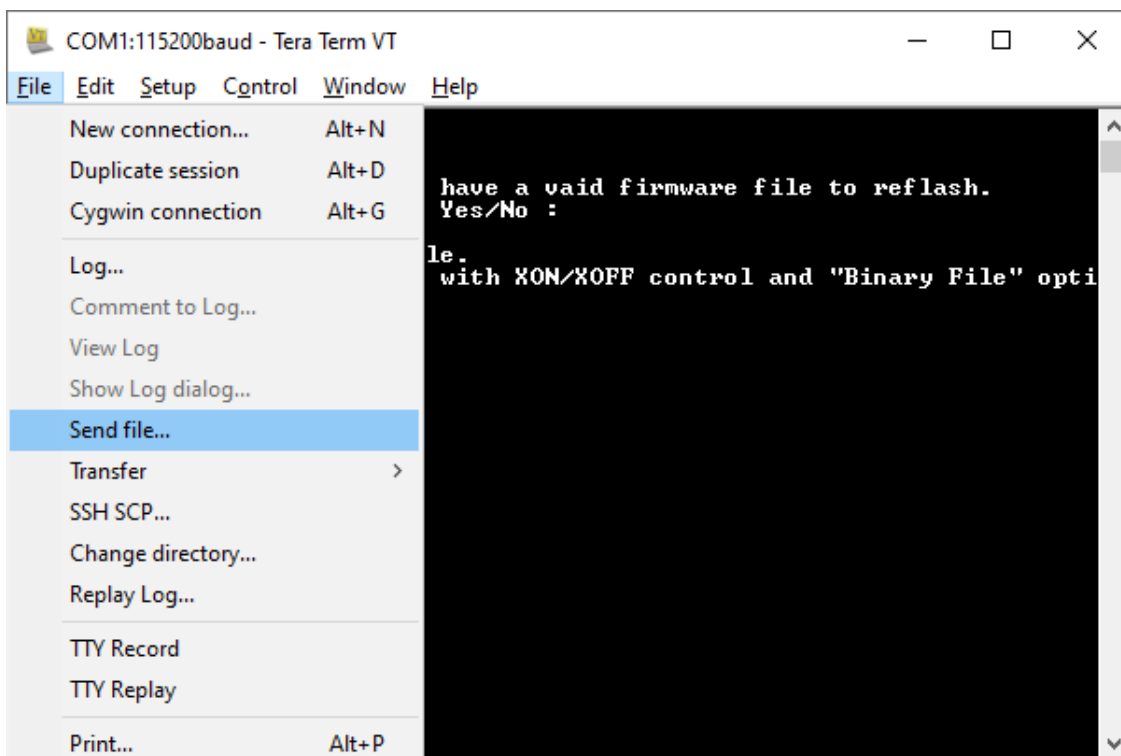 COM1:115200baud - Tera Term VT
File Edit Setup Control Window Help
New connection... Alt+N
Duplicate session Alt+D
Cygwin connection Alt+G
Log...
Comment to Log...
View Log
Show Log dialog...
Send file...
Transfer
SSH SCP...
Change directory...
Replay Log...
TTY Record
TTY Replay
Print... Alt+P
have a vaid firmware file to reflash.
Yes/No :
le.
with XON/XOFF control and "Binary File" opti